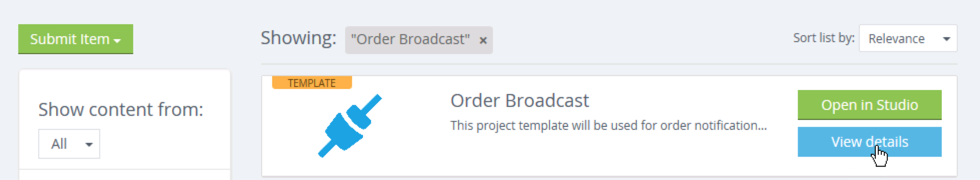 Submit Item
Showing: "Order Broadcast" ×
Sort list by: Relevance
Show content from:
All
TEMPLATE
Order Broadcast
This project template will be used for order notification...
Open in Studio
View details